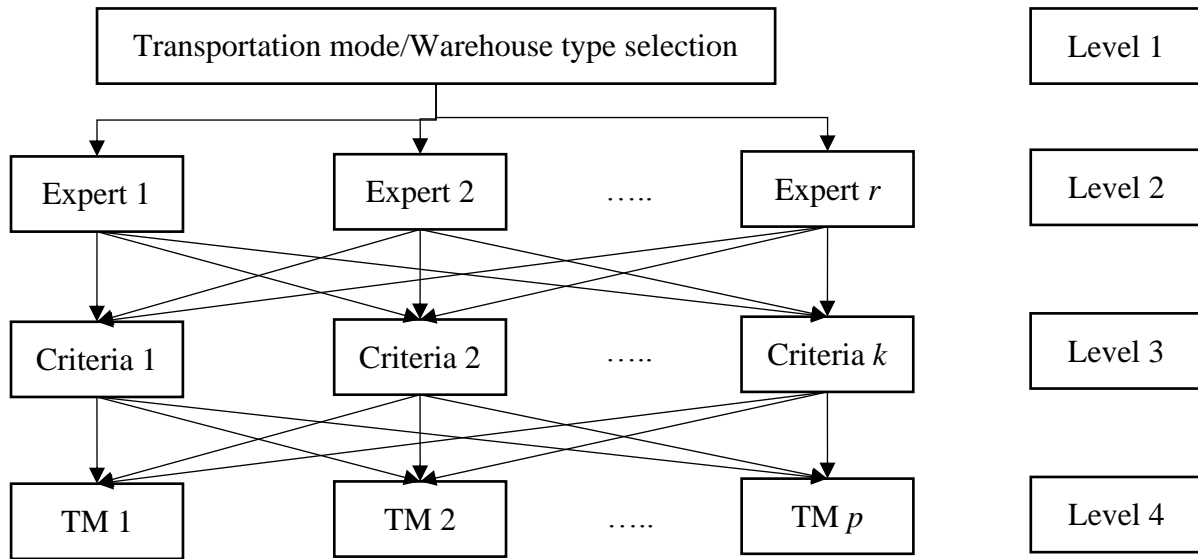 Transportation mode/Warehouse type selection
Level 1
Expert 1
Expert 2
…..
Expert r
Level 2
Criteria 1
Criteria 2
…..
Criteria k
Level 3
TM 1
TM 2
…..
TM p
Level 4